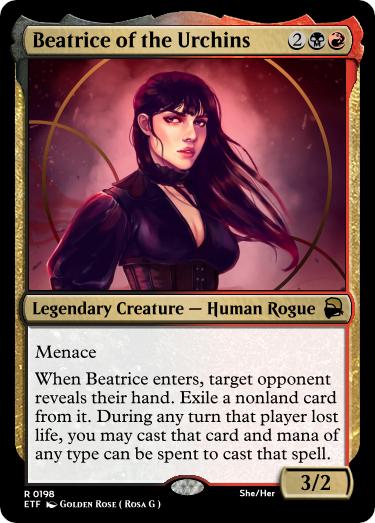 Beatrice of the Urchins 2
Legendary Creature — Human Rogue
Menace
When Beatrice enters, target opponent
reveals their hand. Exile a nonland card
from it. During any turn that player lost
life, you may cast that card and mana of
any type can be spent to cast that spell.
3/2
R 0198
She/Her
ETF Golden Rose ( Rosa G )